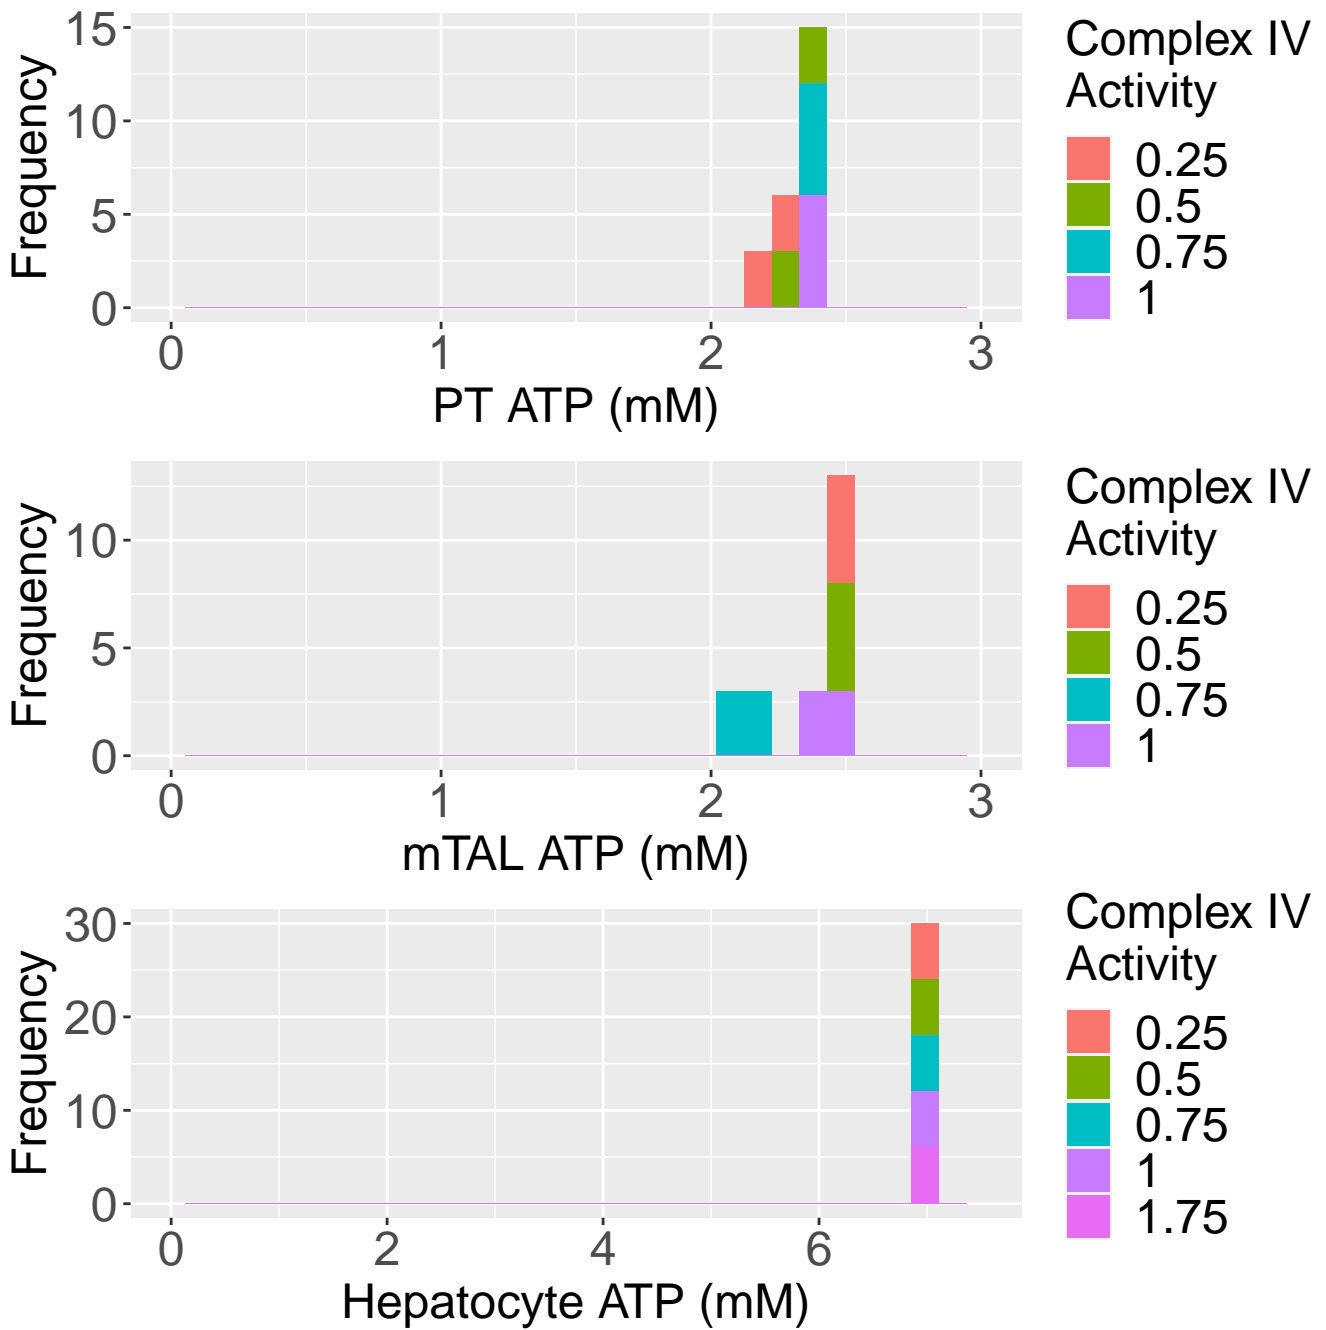 15
10
5
0
Frequency
0 1 2 3
PT ATP (mM)
Complex IV
Activity
0.25
0.5
0.75
1
10
5
0
Frequency
0 1 2 3
mTAL ATP (mM)
Complex IV
Activity
0.25
0.5
0.75
1
30
20
10
0
Frequency
0 2 4 6
Hepatocyte ATP (mM)
Complex IV
Activity
0.25
0.5
0.75
1
1.75